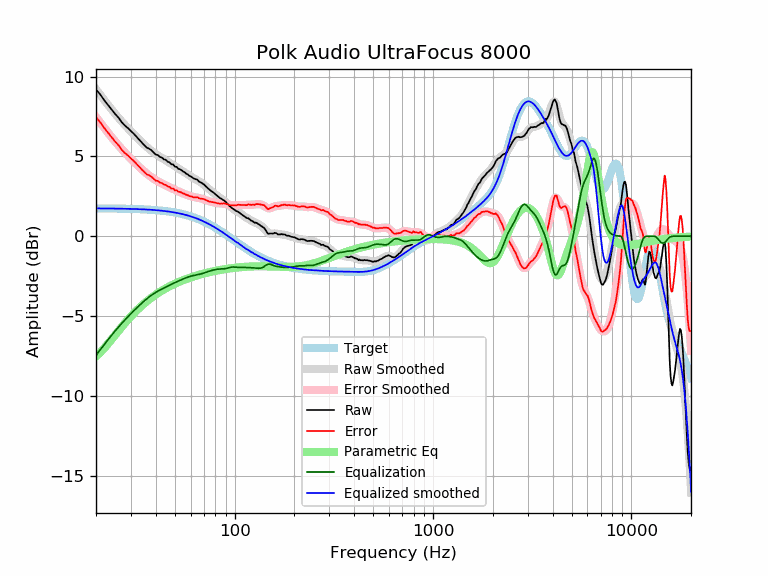 Polk Audio UltraFocus 8000
10
5
0
−5
−10
−15
Amplitude (dBr)
Target
Raw Smoothed
Error Smoothed
Raw
Error
Parametric Eq
Equalization
Equalized smoothed
100
1000
10000
Frequency (Hz)